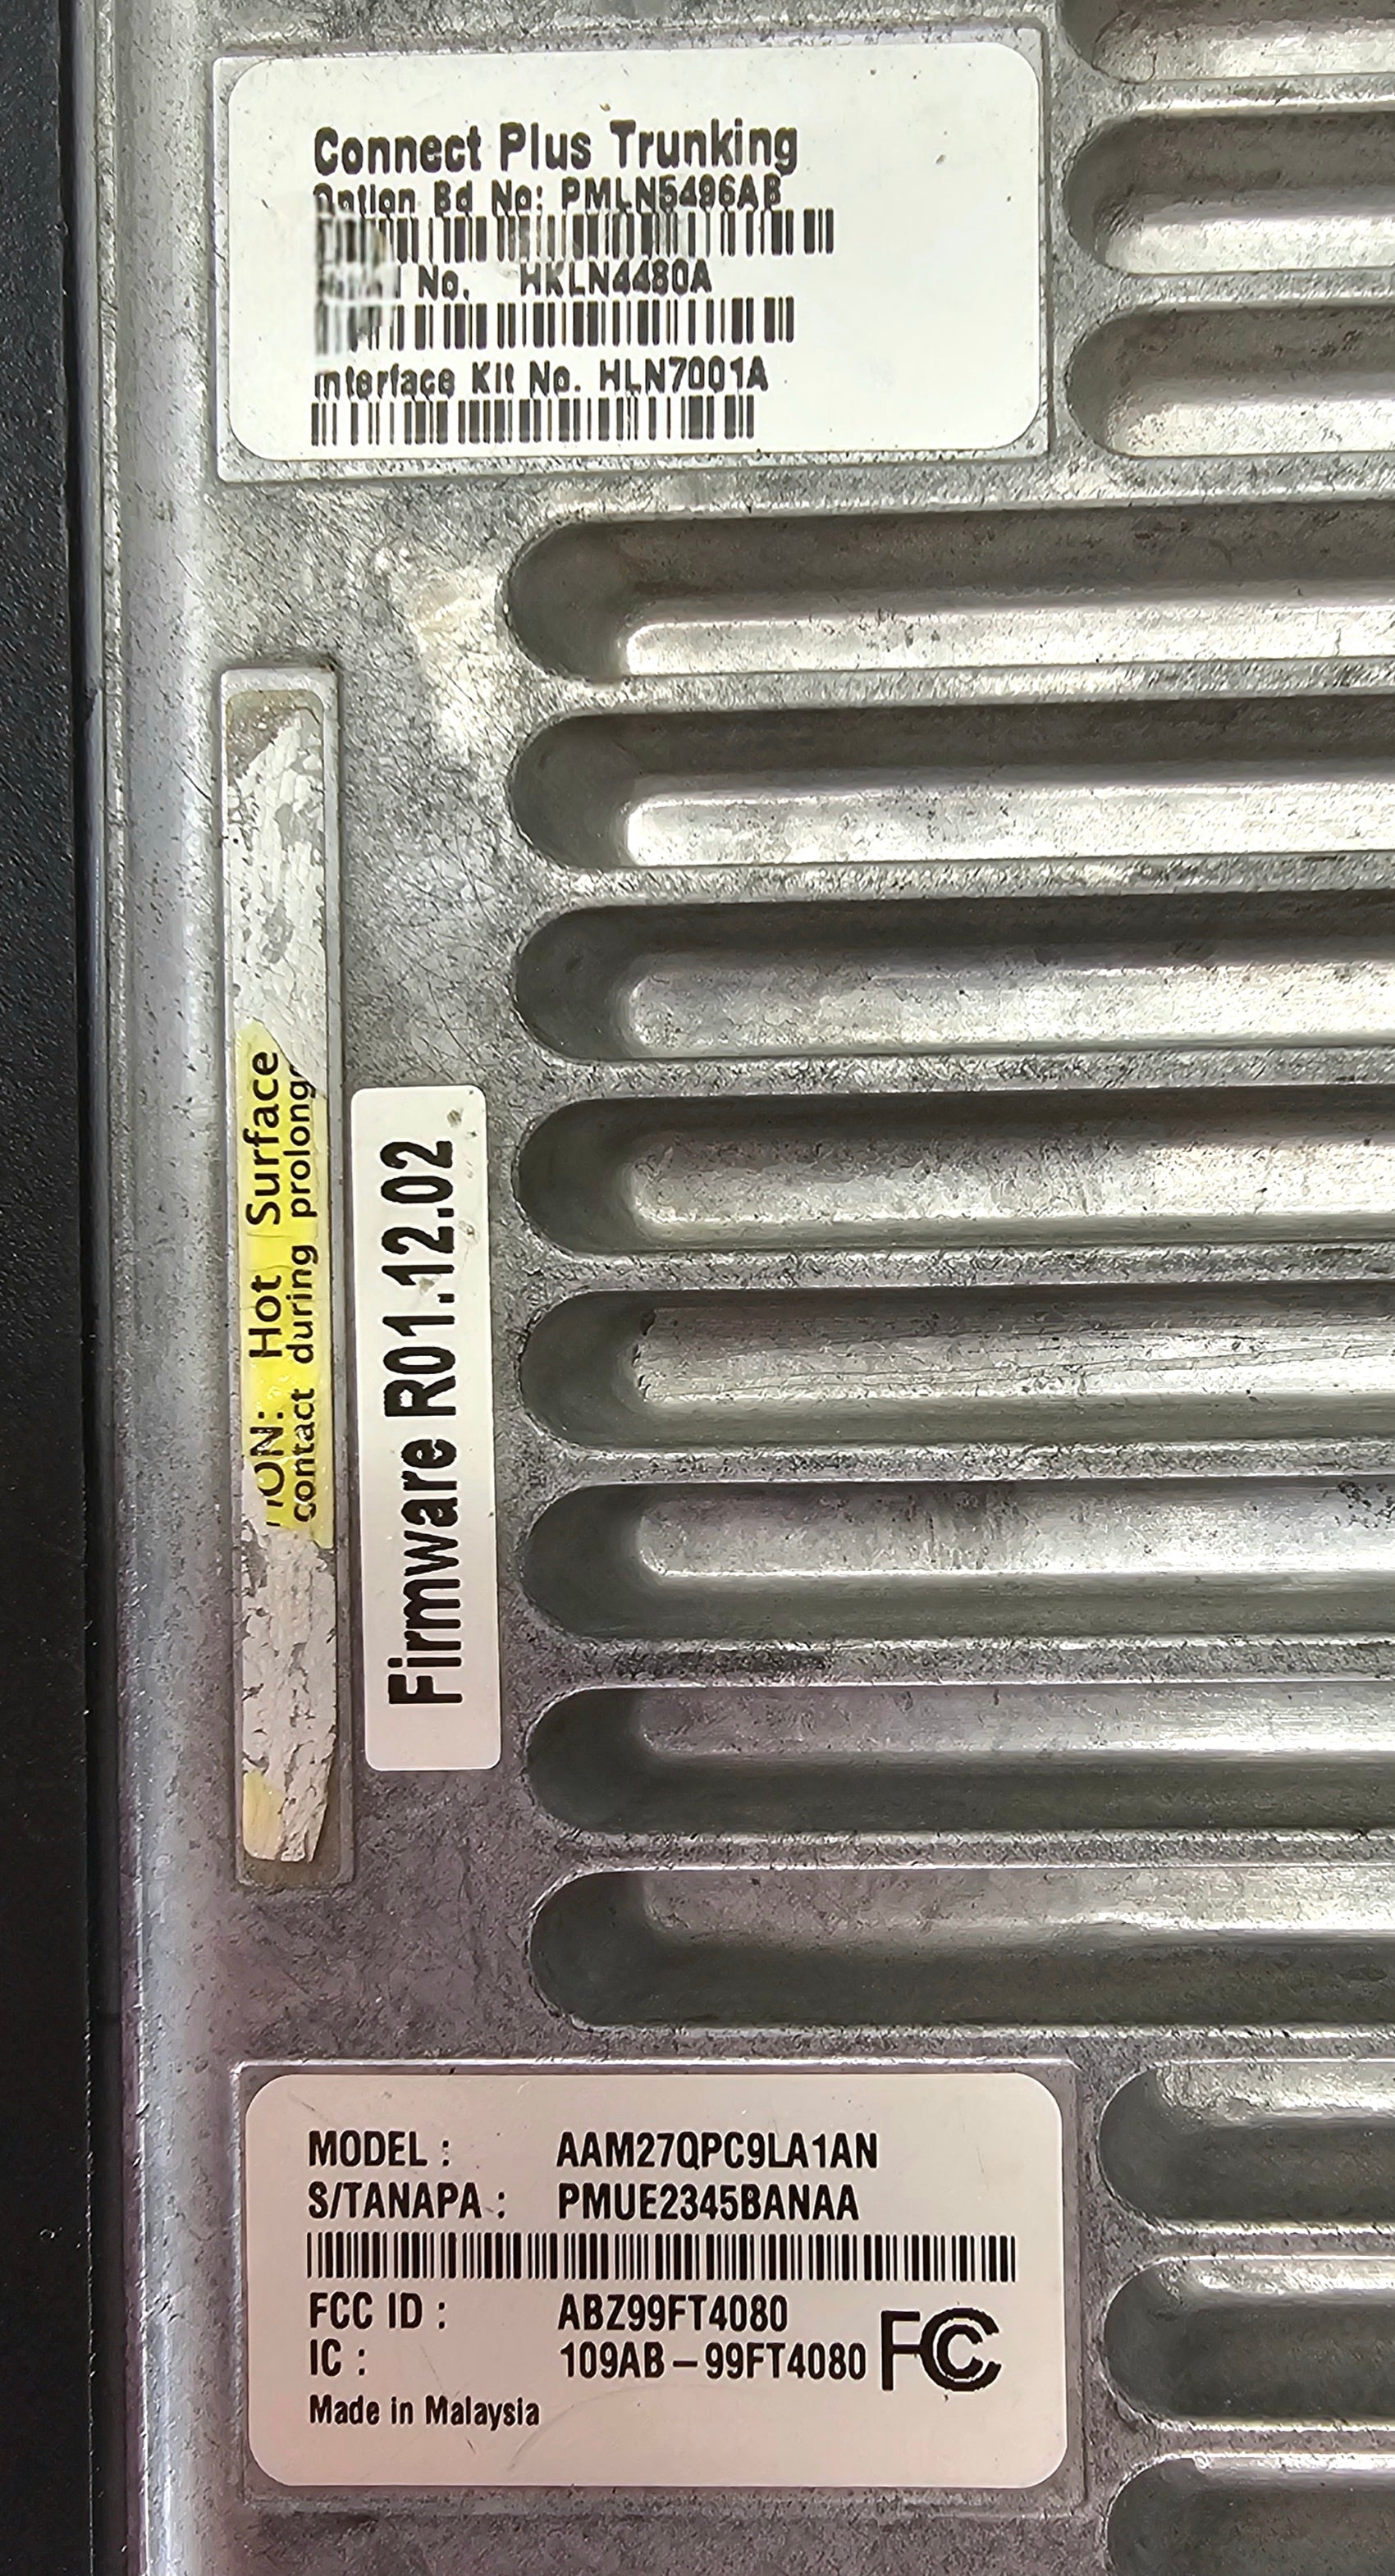 Connect Plus Trunking
Option Bd No: PMLN5496AB
No. HKLN4480A
Interface Kit No. HLN7001A
ION: Hot Surface
contact during prolong
Firmware R01.12.02
MODEL : AAM27QPC9LA1AN
S/TANAPA : PMUE2345BANAA
FCC ID : ABZ99FT4080
IC : 109AB – 99FT4080 FC
Made in Malaysia